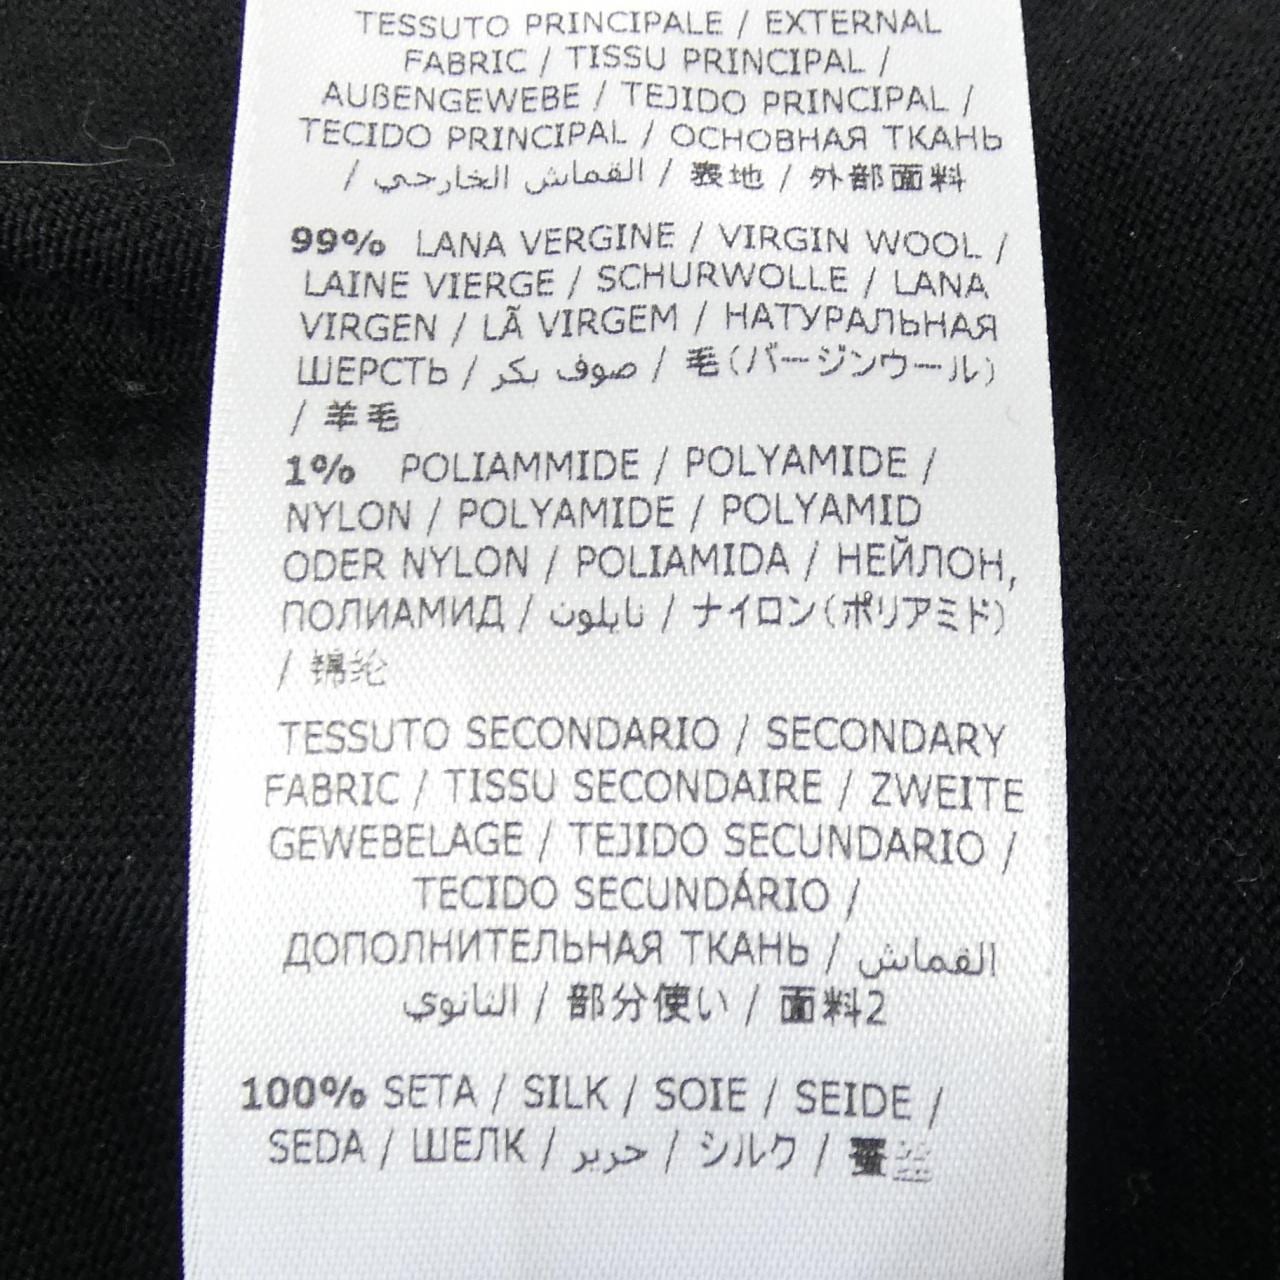 TESSUTO PRINCIPALE / EXTERNAL
FABRIC / TISSU PRINCIPAL /
AUßENGEWEBE / TEJIDO PRINCIPAL /
TECIDO PRINCIPAL / ОСНОВНАЯ ТКАНЬ
/ القماش الخارجي / 表地 / 外部面料
99% LANA VERGINE / VIRGIN WOOL /
LAINE VIERGE / SCHURWOLLE / LANA
VIRGEN / LÃ VIRGEM / НАТУРАЛЬНАЯ
ШЕРСТЬ / صوف بكر / 毛(バージンウール)
/ 羊毛
1% POLIAMMIDE / POLYAMIDE /
NYLON / POLYAMIDE / POLYAMID
ODER NYLON / POLIAMIDA / НЕЙЛОН,
ПОЛИАМИД / نايلون / ナイロン(ポリアミド)
/ 锦纶
TESSUTO SECONDARIO / SECONDARY
FABRIC / TISSU SECONDAIRE / ZWEITE
GEWEBELAGE / TEJIDO SECUNDARIO /
TECIDO SECUNDÁRIO /
ДОПОЛНИТЕЛЬНАЯ ТКАНЬ / القماش
الثانوي / 部分使い / 面料2
100% SETA / SILK / SOIE / SEIDE /
SEDA / ШЕЛК / حرير / シルク / 蚕丝